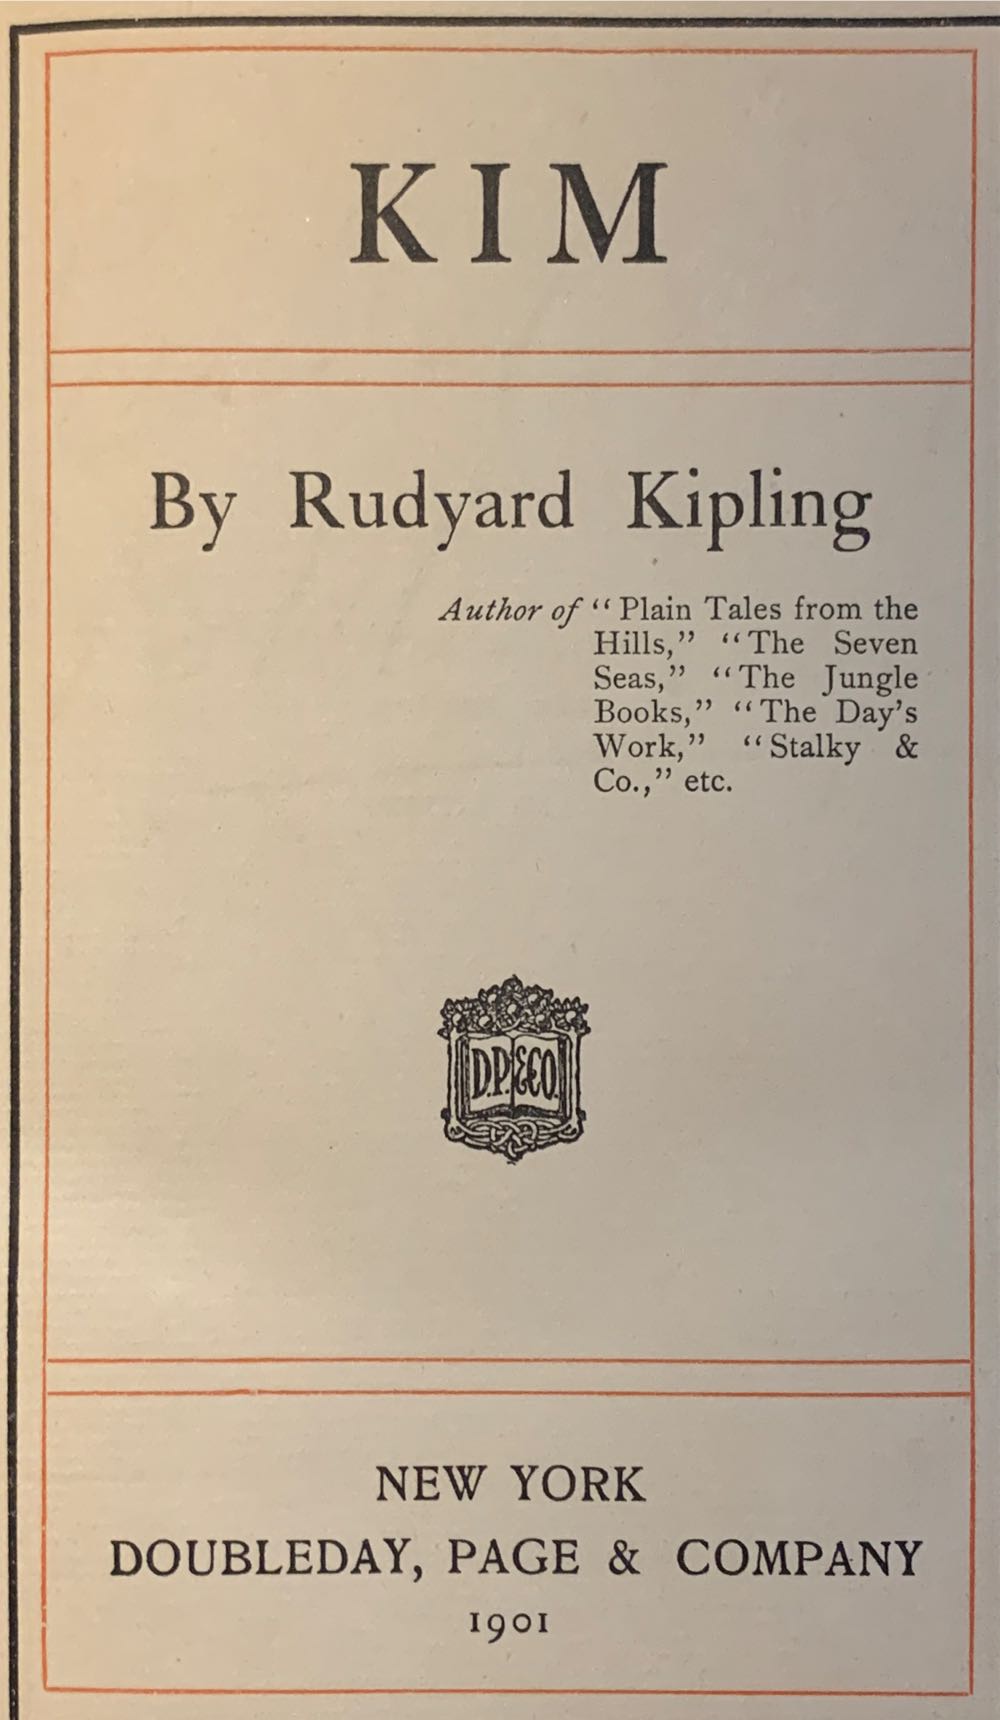 KIM
By Rudyard Kipling
Author of “Plain Tales from the
Hills,” “The Seven
Seas,” “The Jungle
Books,” “The Day’s
Work,” “Stalky &
Co.,” etc.
D.P. & CO.
NEW YORK
DOUBLEDAY, PAGE & COMPANY
1901